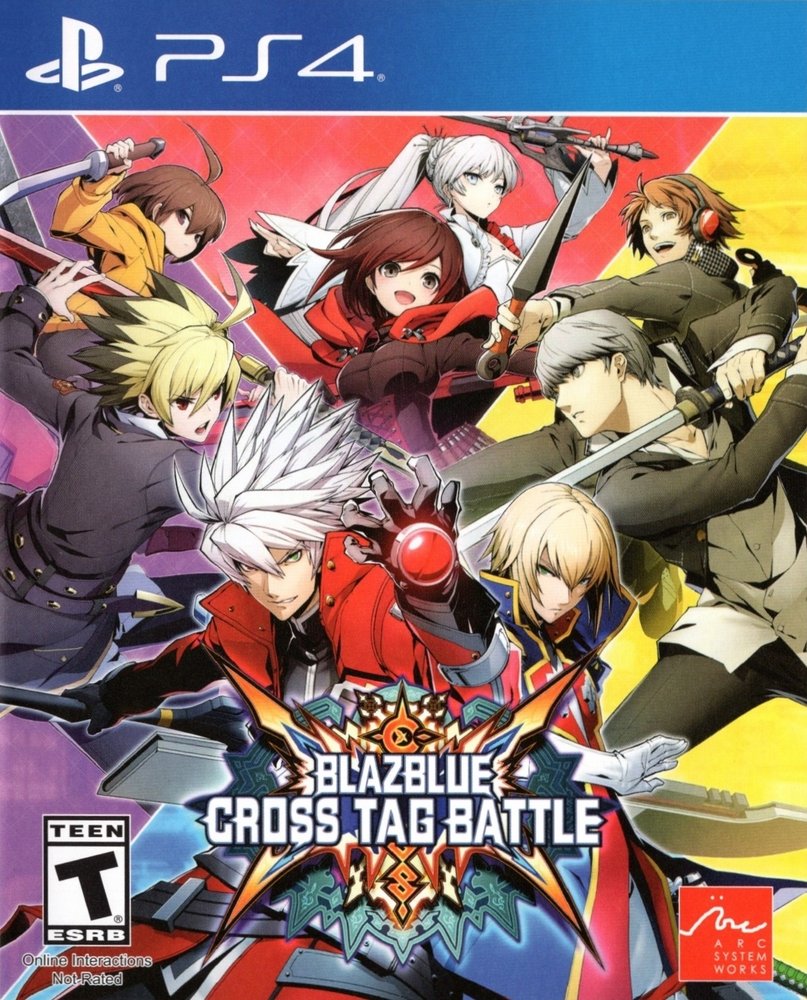 PS4
BLAZBLUE
CROSS TAG BATTLE
TEEN
T
ESRB
Online Interactions
Not Rated
ARC
SYSTEM
WORKS